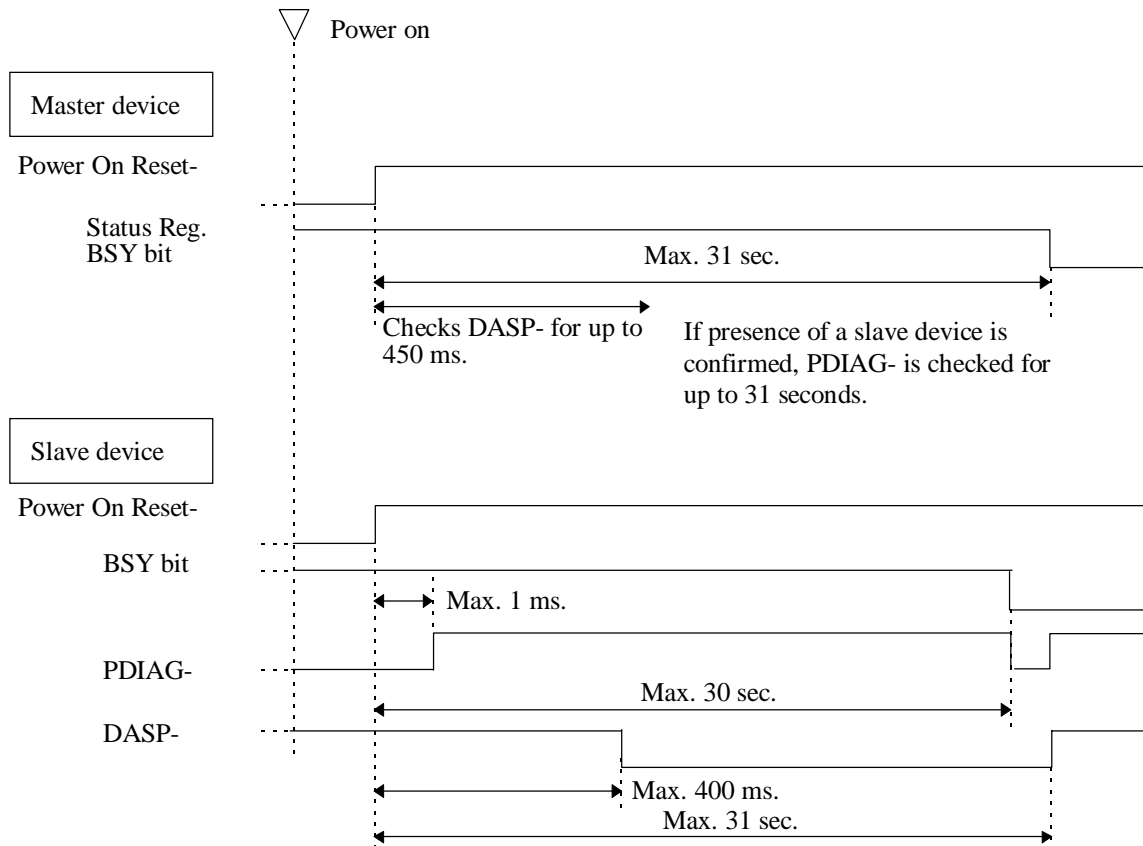 Power on
Master device
Power On Reset-
Status Reg.
BSY bit
Max. 31 sec.
Checks DASP- for up to
450 ms.
If presence of a slave device is
confirmed, PDIAG- is checked for
up to 31 seconds.
Slave device
Power On Reset-
BSY bit
Max. 1 ms.
PDIAG-
Max. 30 sec.
DASP-
Max. 400 ms.
Max. 31 sec.